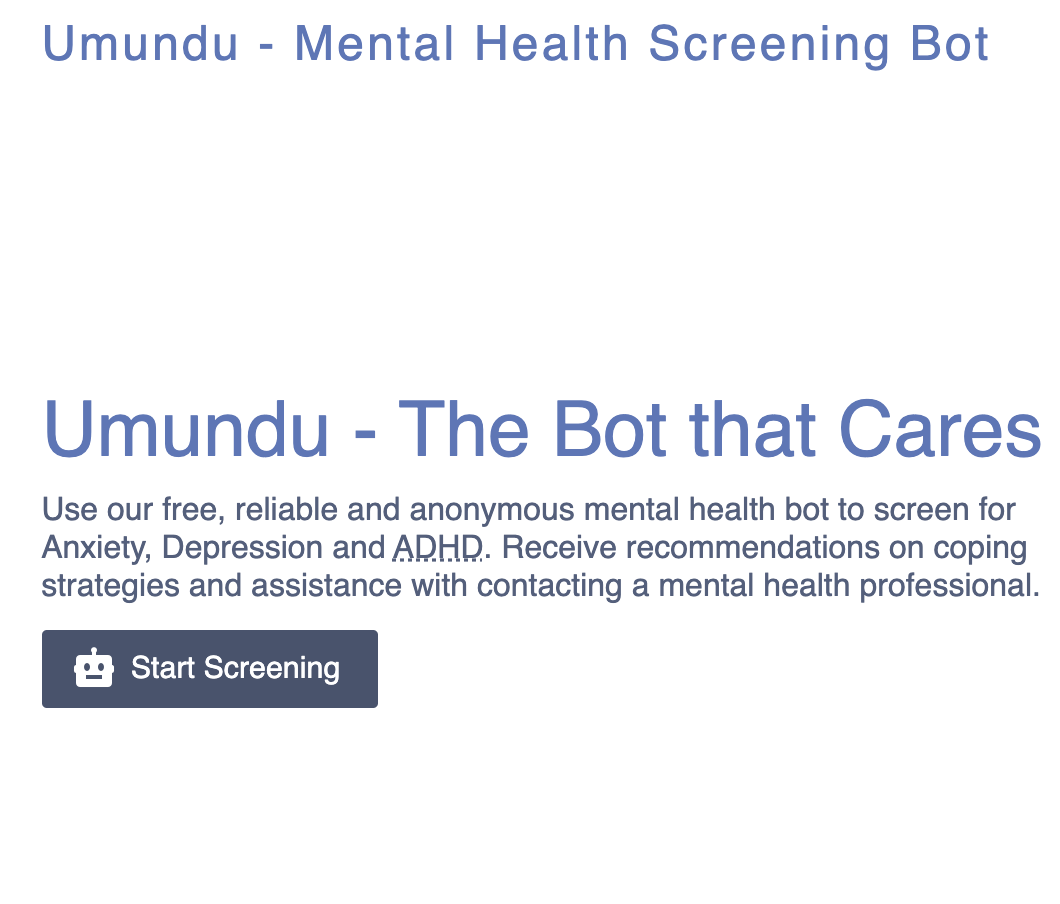 Umundu - Mental Health Screening Bot
Umundu - The Bot that Cares
Use our free, reliable and anonymous mental health bot to screen for
Anxiety, Depression and ADHD. Receive recommendations on coping
strategies and assistance with contacting a mental health professional.
Start Screening